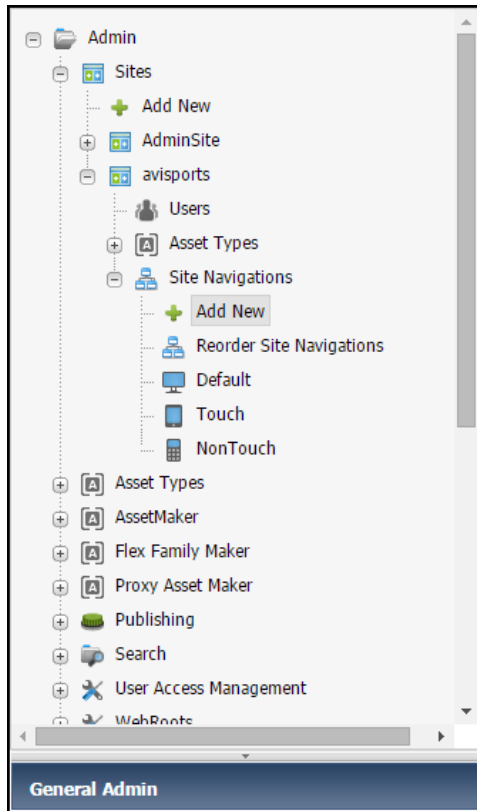 Admin
Sites
Add New
AdminSite
avisports
Users
Asset Types
Site Navigations
Add New
Reorder Site Navigations
Default
Touch
NonTouch
Asset Types
AssetMaker
Flex Family Maker
Proxy Asset Maker
Publishing
Search
User Access Management
WebRoots
General Admin